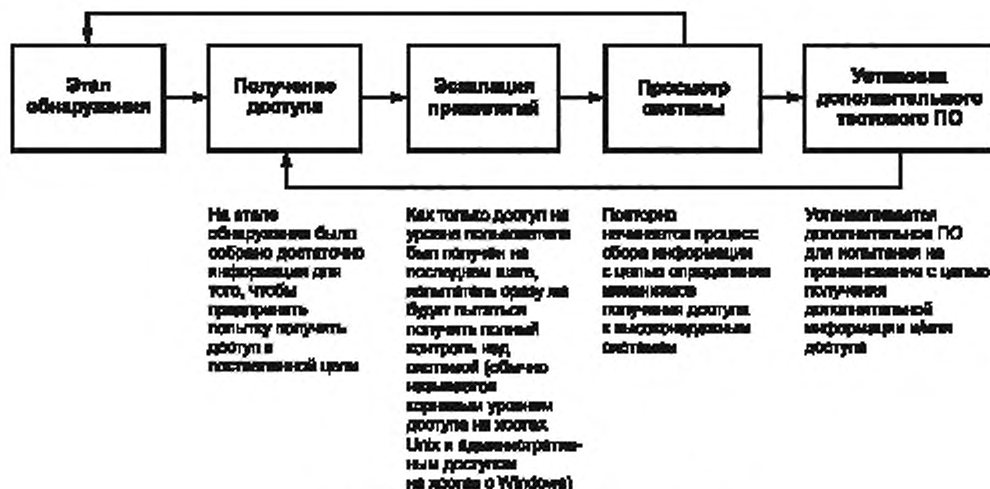 Этап
обнаружения
Получение
доступа
Эскалация
привилегий
Просмотр
системы
Установка
дополнительного
тестового ПО
На этапе
обнаружения было
собрано достаточно
информации для
того, чтобы
предпринять
попытку получить
доступ к
поставленной цели
Как только доступ на
уровне пользователя
был получен на
последнем шаге,
испытатель сразу же
будет пытаться
получить полный
контроль над
системой (обычно
называется
корневым уровнем
доступа на хостах
Unix и административ-
ным доступом
на хостах с Windows)
Повторно
начинается процесс
сбора информации
с целью определения
механизмов
получения доступа
к высоконадежным
системам
Устанавливается
дополнительное ПО
для испытания на
проникновение с целью
получения
дополнительной
информации и/или
доступа